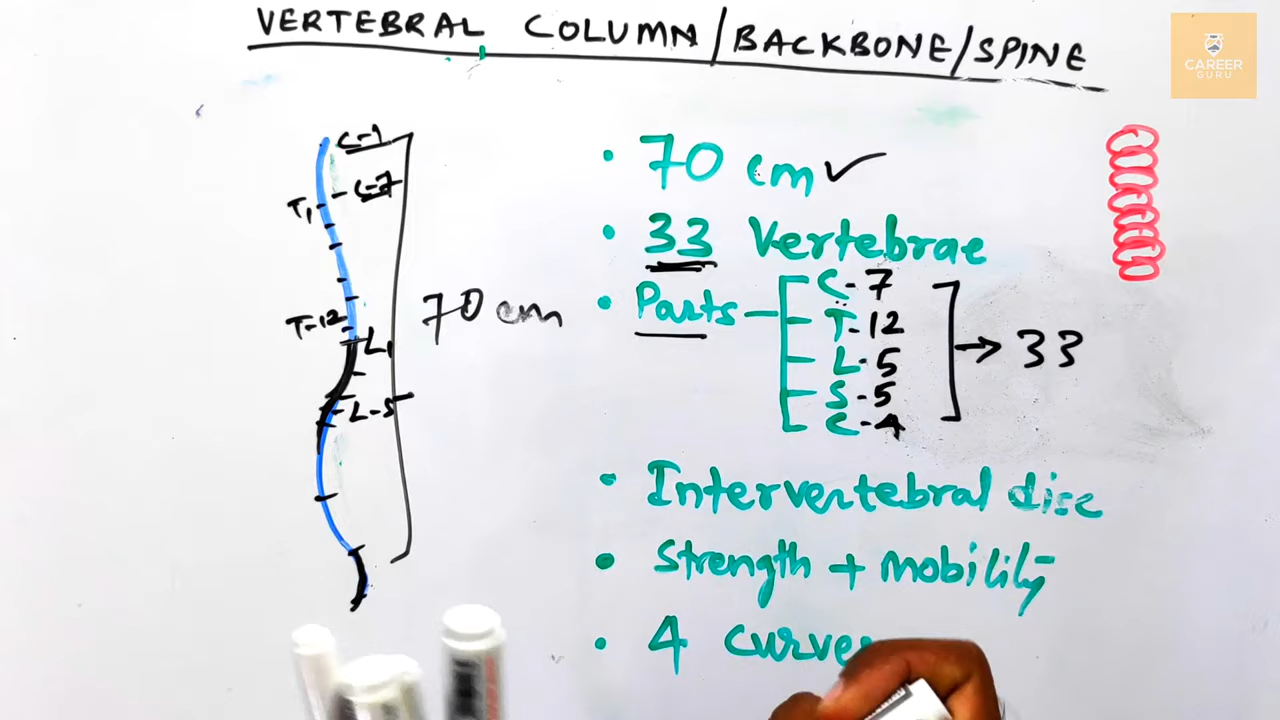 VERTEBRAL COLUMN/BACKBONE/SPINE
CAREER
GURU
C-1
C-7
T1
T-12
L1
L-5
70 cm
• 70 cm ✓
• 33 Vertebrae
• Parts
C-7
T-12
L-5
S-5
C-4
→ 33
• Intervertebral disc
• Strength + mobility
• 4 curves